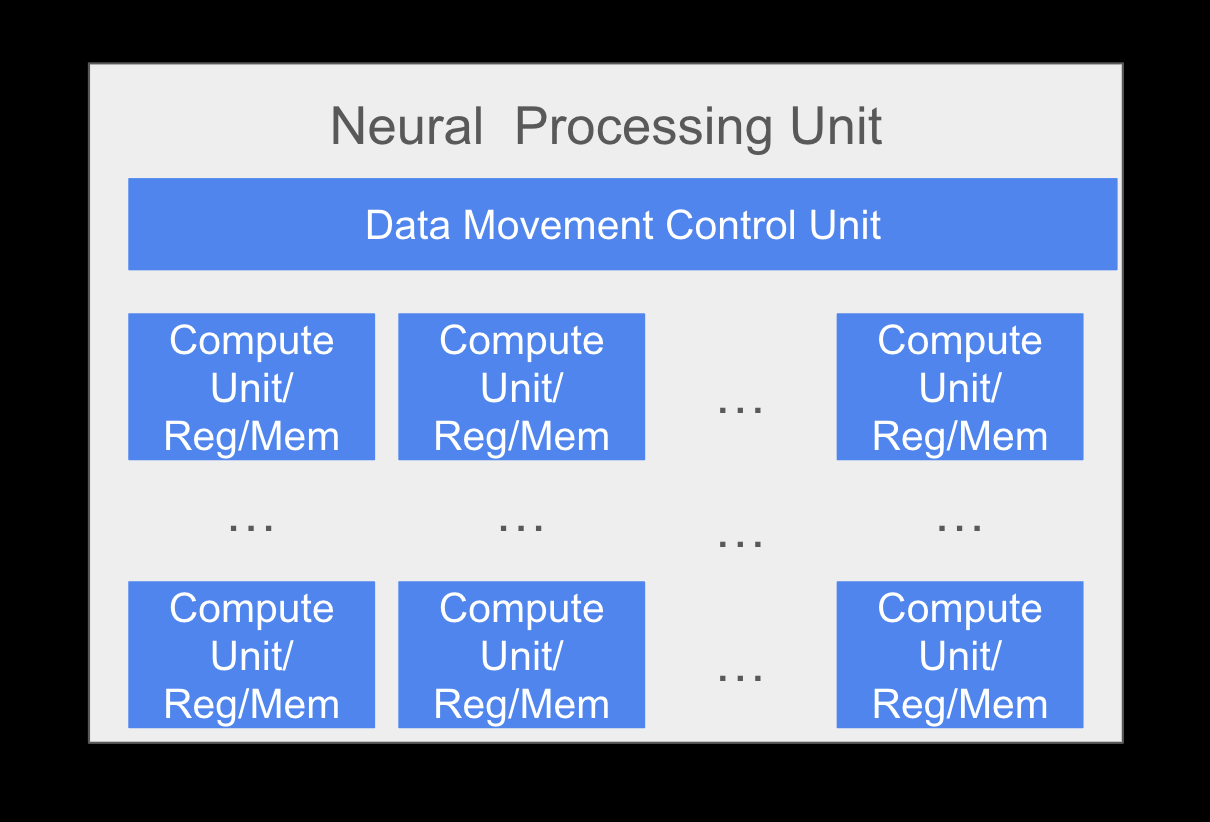 Neural  Processing Unit
Data Movement Control Unit
Compute
Unit/
Reg/Mem
Compute
Unit/
Reg/Mem
…
Compute
Unit/
Reg/Mem
…
…
…
…
Compute
Unit/
Reg/Mem
Compute
Unit/
Reg/Mem
…
Compute
Unit/
Reg/Mem